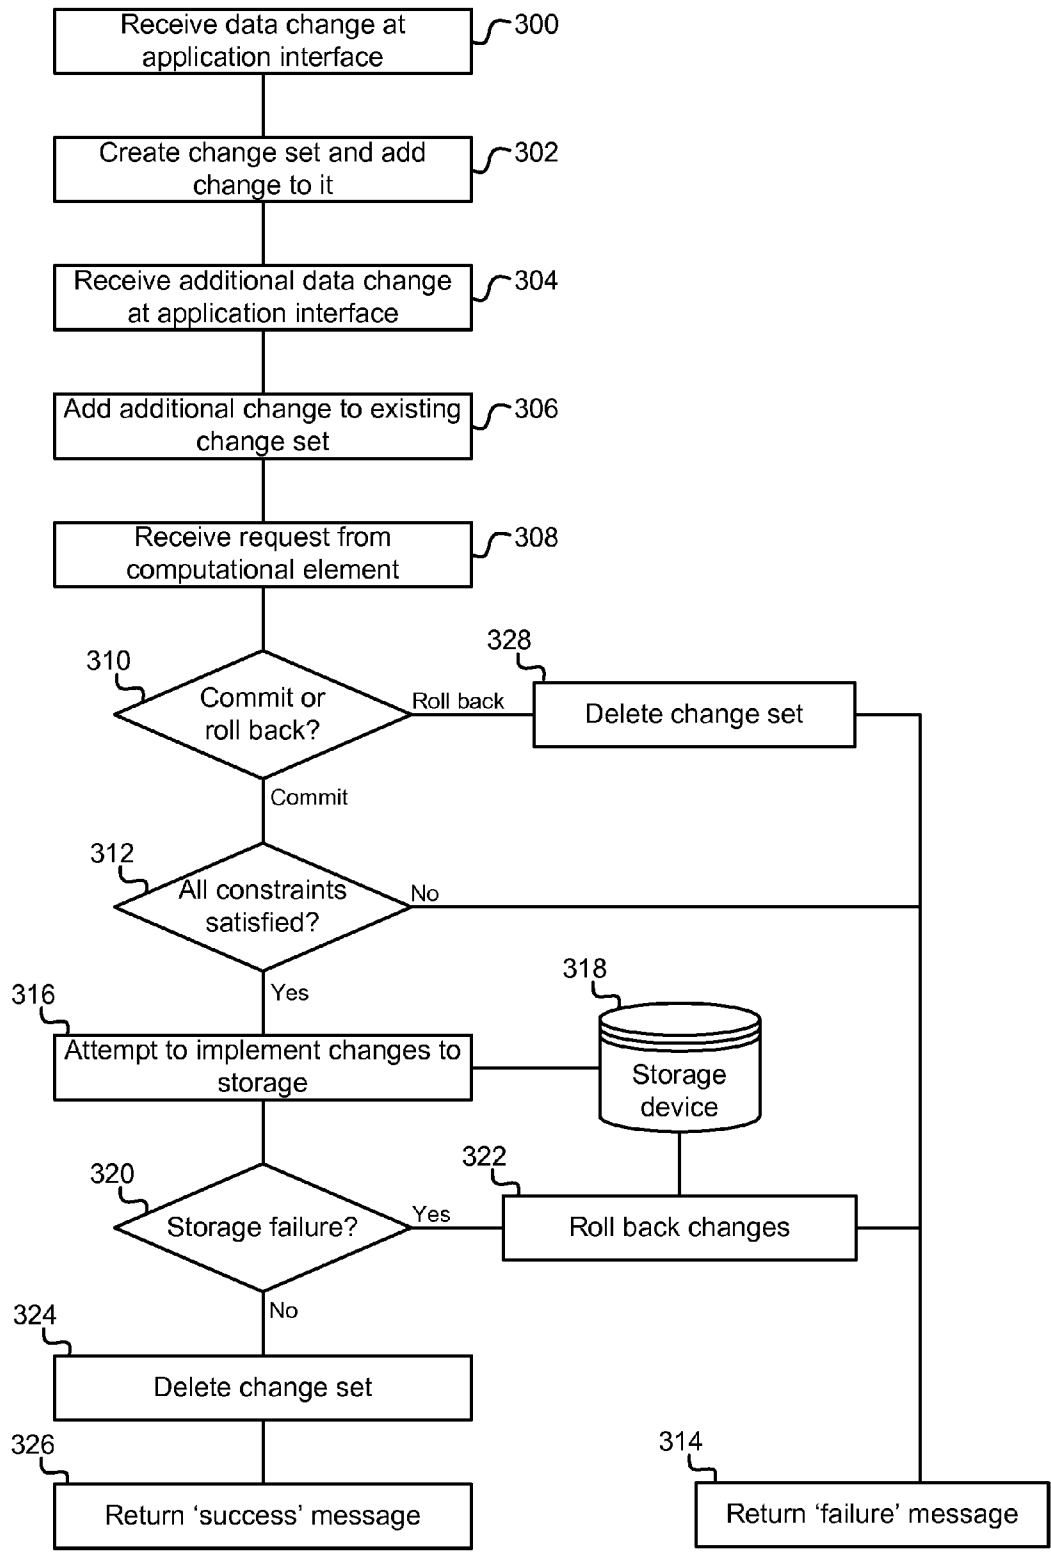 Receive data change at
application interface
300
Create change set and add
change to it
302
Receive additional data change
at application interface
304
Add additional change to existing
change set
306
Receive request from
computational element
308
310
Commit or
roll back?
Roll back
328
Delete change set
Commit
312
All constraints
satisfied?
No
Yes
316
Attempt to implement changes to
storage
318
Storage
device
320
Storage failure?
Yes
322
Roll back changes
No
324
Delete change set
326
Return ‘success’ message
314
Return ‘failure’ message